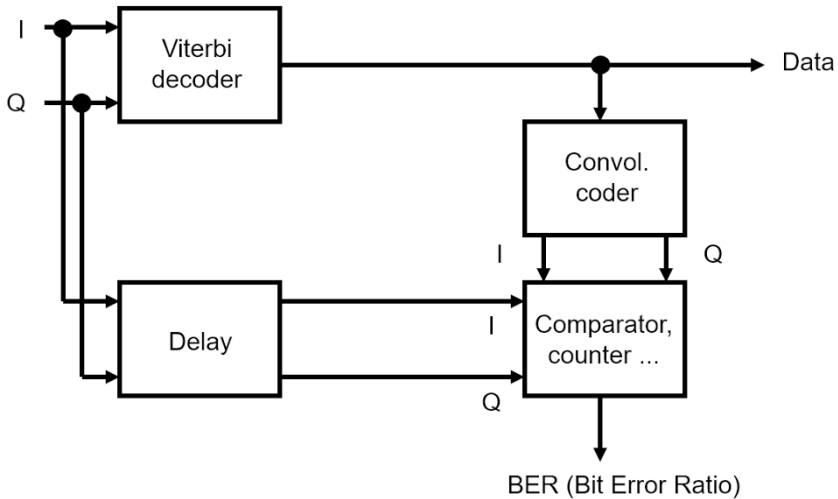 I
Viterbi
decoder
Data
Q
Convol.
coder
I
Q
Delay
I
Comparator,
counter ...
Q
BER (Bit Error Ratio)